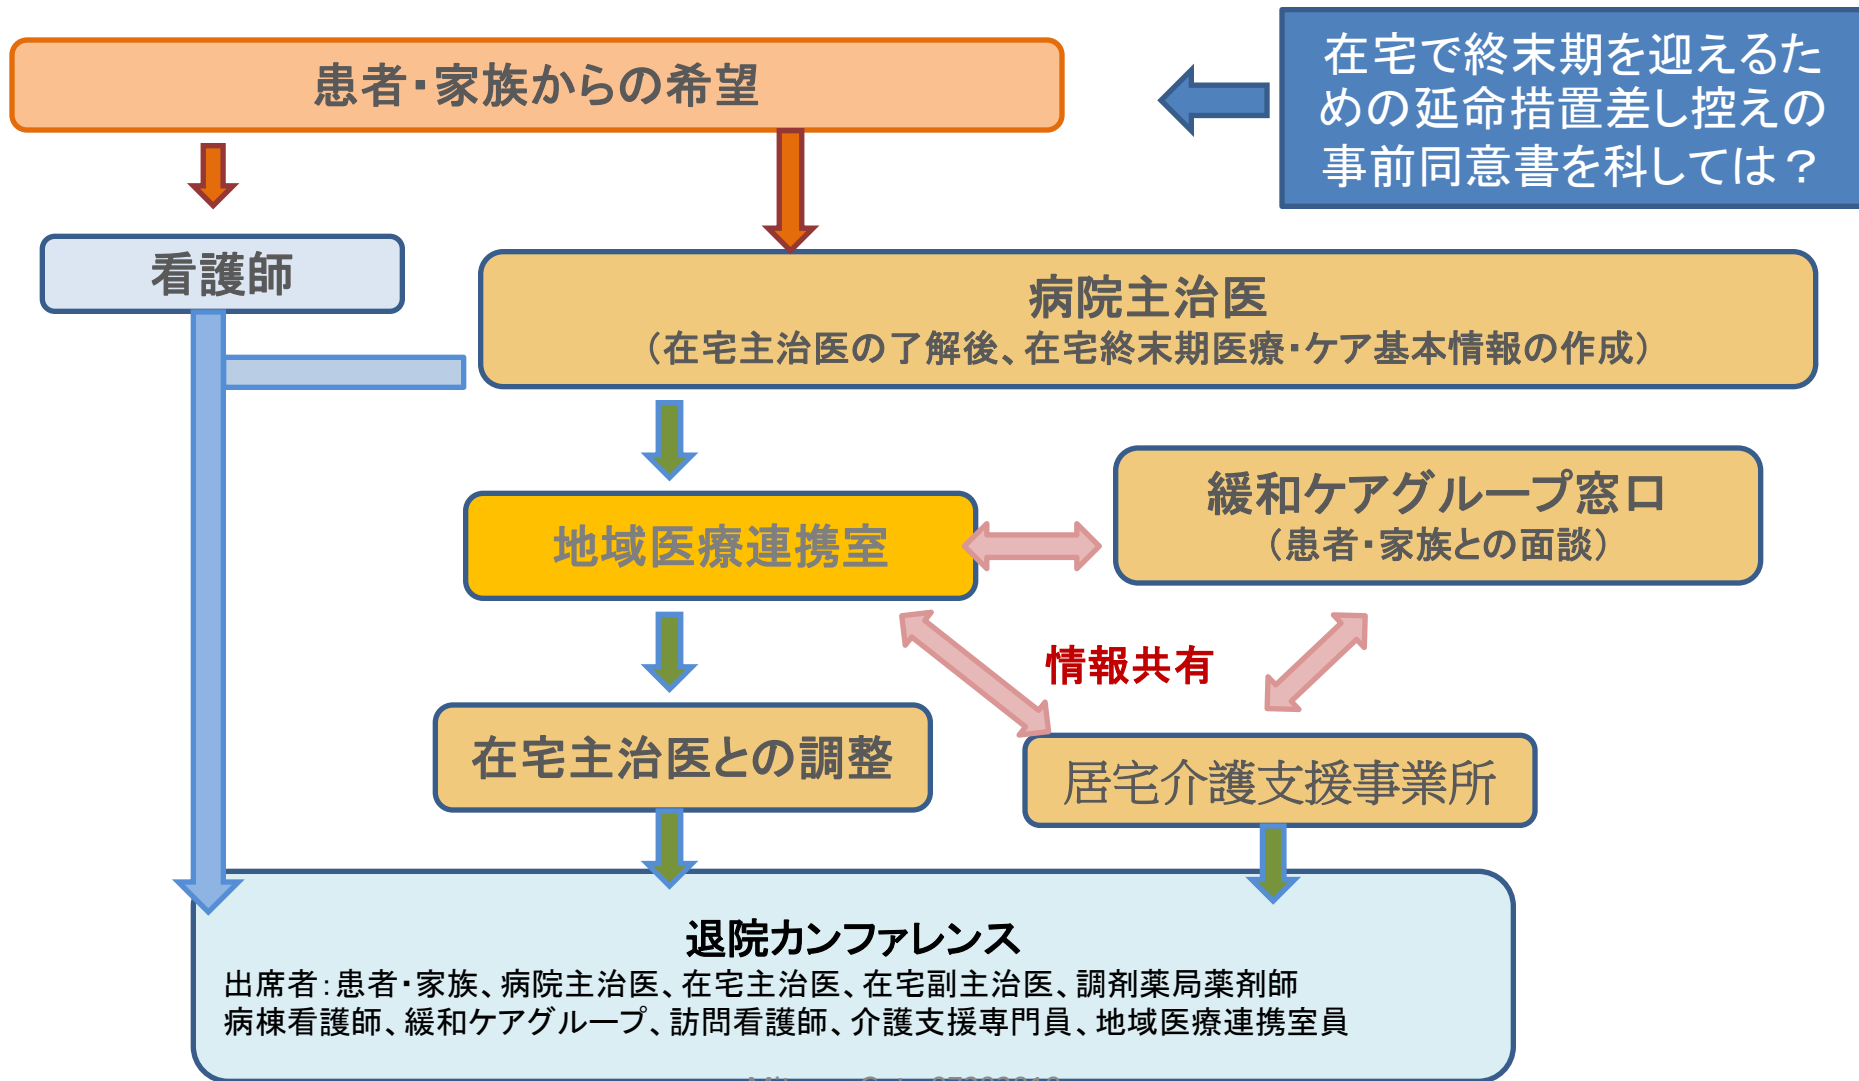 患者・家族からの希望
在宅で終末期を迎えるた
めの延命措置差し控えの
事前同意書を科しては？
看護師
病院主治医
（在宅主治医の了解後、在宅終末期医療・ケア基本情報の作成）
地域医療連携室
緩和ケアグループ窓口
（患者・家族との面談）
情報共有
在宅主治医との調整
居宅介護支援事業所
退院カンファレンス
出席者：患者・家族、病院主治医、在宅主治医、在宅副主治医、調剤薬局薬剤師
病棟看護師、緩和ケアグループ、訪問看護師、介護支援専門員、地域医療連携室員